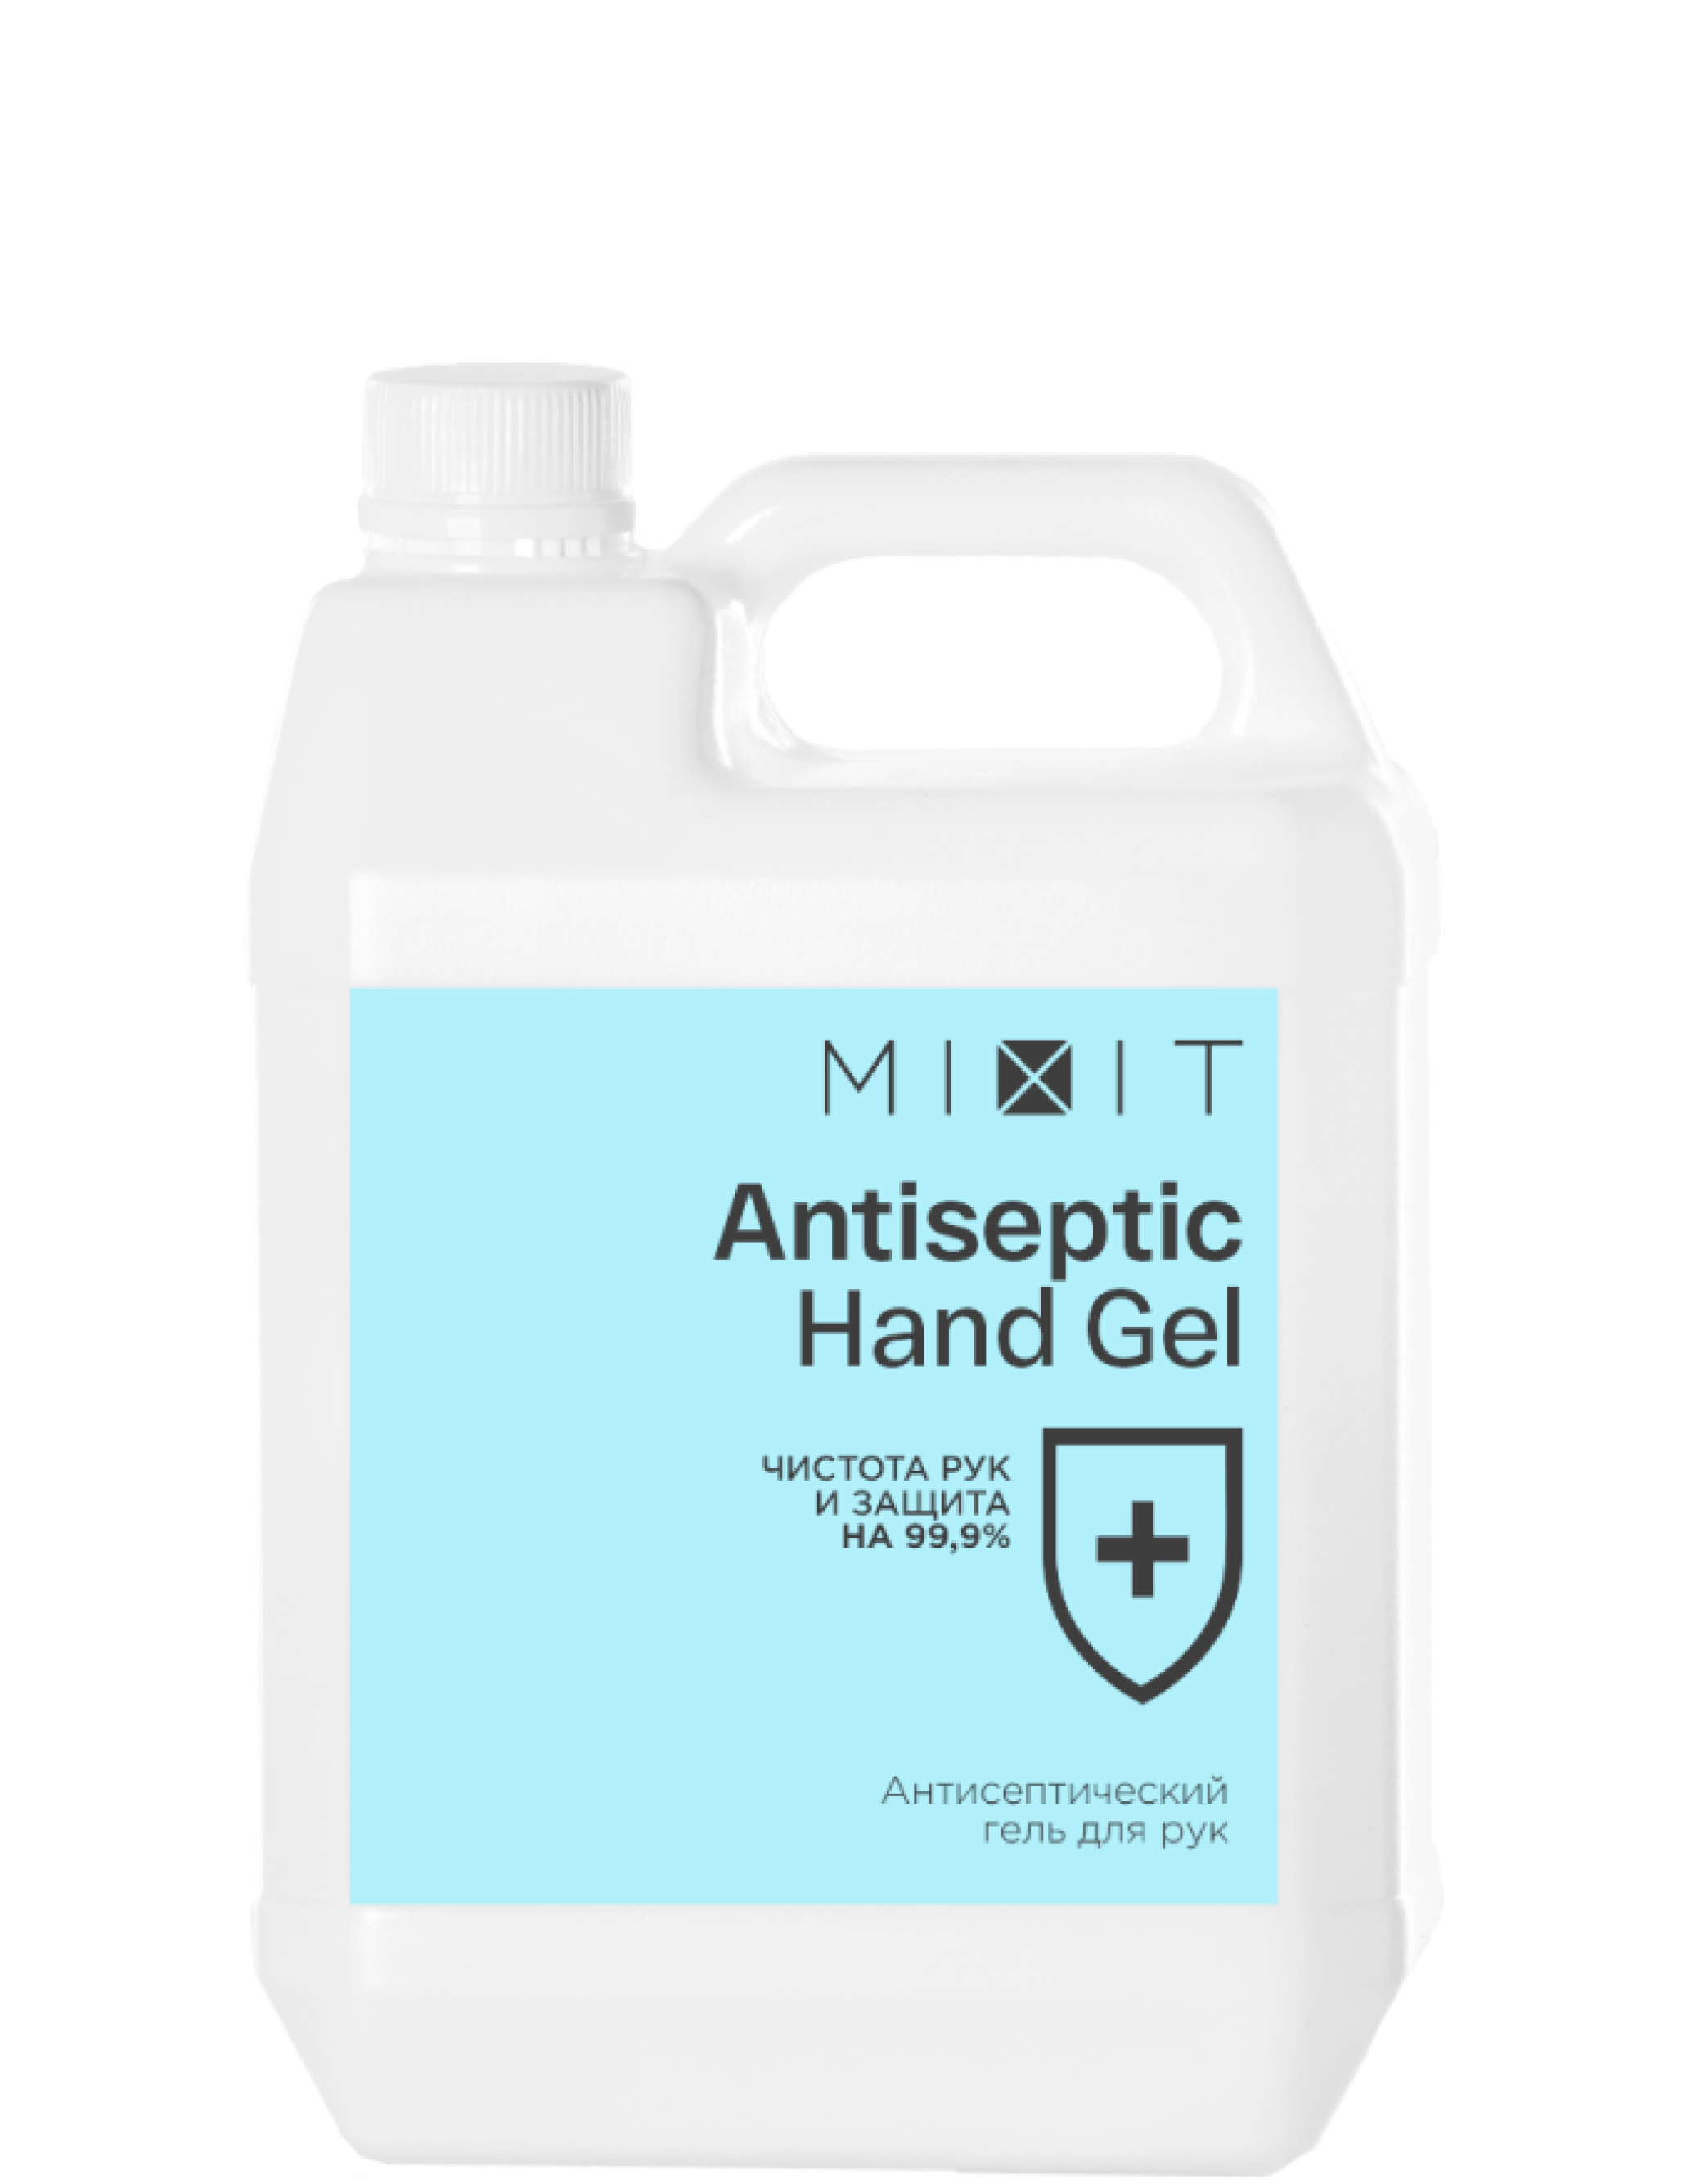 MIXIT
Antiseptic
Hand Gel
ЧИСТОТА РУК
И ЗАЩИТА
НА 99,9%
Антисептический
гель для рук